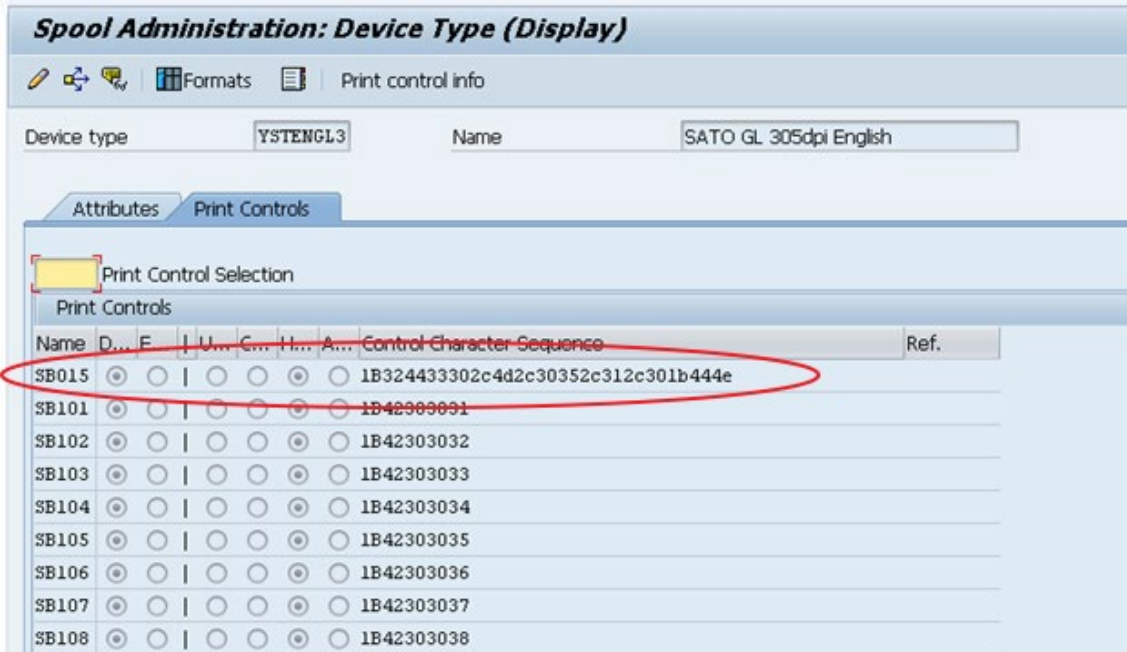 Spool Administration: Device Type (Display)
Formats Print control info
Device type YSTENGL3 Name SATO GL 305dpi English
Attributes Print Controls
Print Control Selection
Print Controls
Name D... F... | U... C... H... A... Control Character Sequence Ref.
SB015 | 1B324433302c4d2c30352c312c301b444e
SB101 | 1B42303031
SB102 | 1B42303032
SB103 | 1B42303033
SB104 | 1B42303034
SB105 | 1B42303035
SB106 | 1B42303036
SB107 | 1B42303037
SB108 | 1B42303038